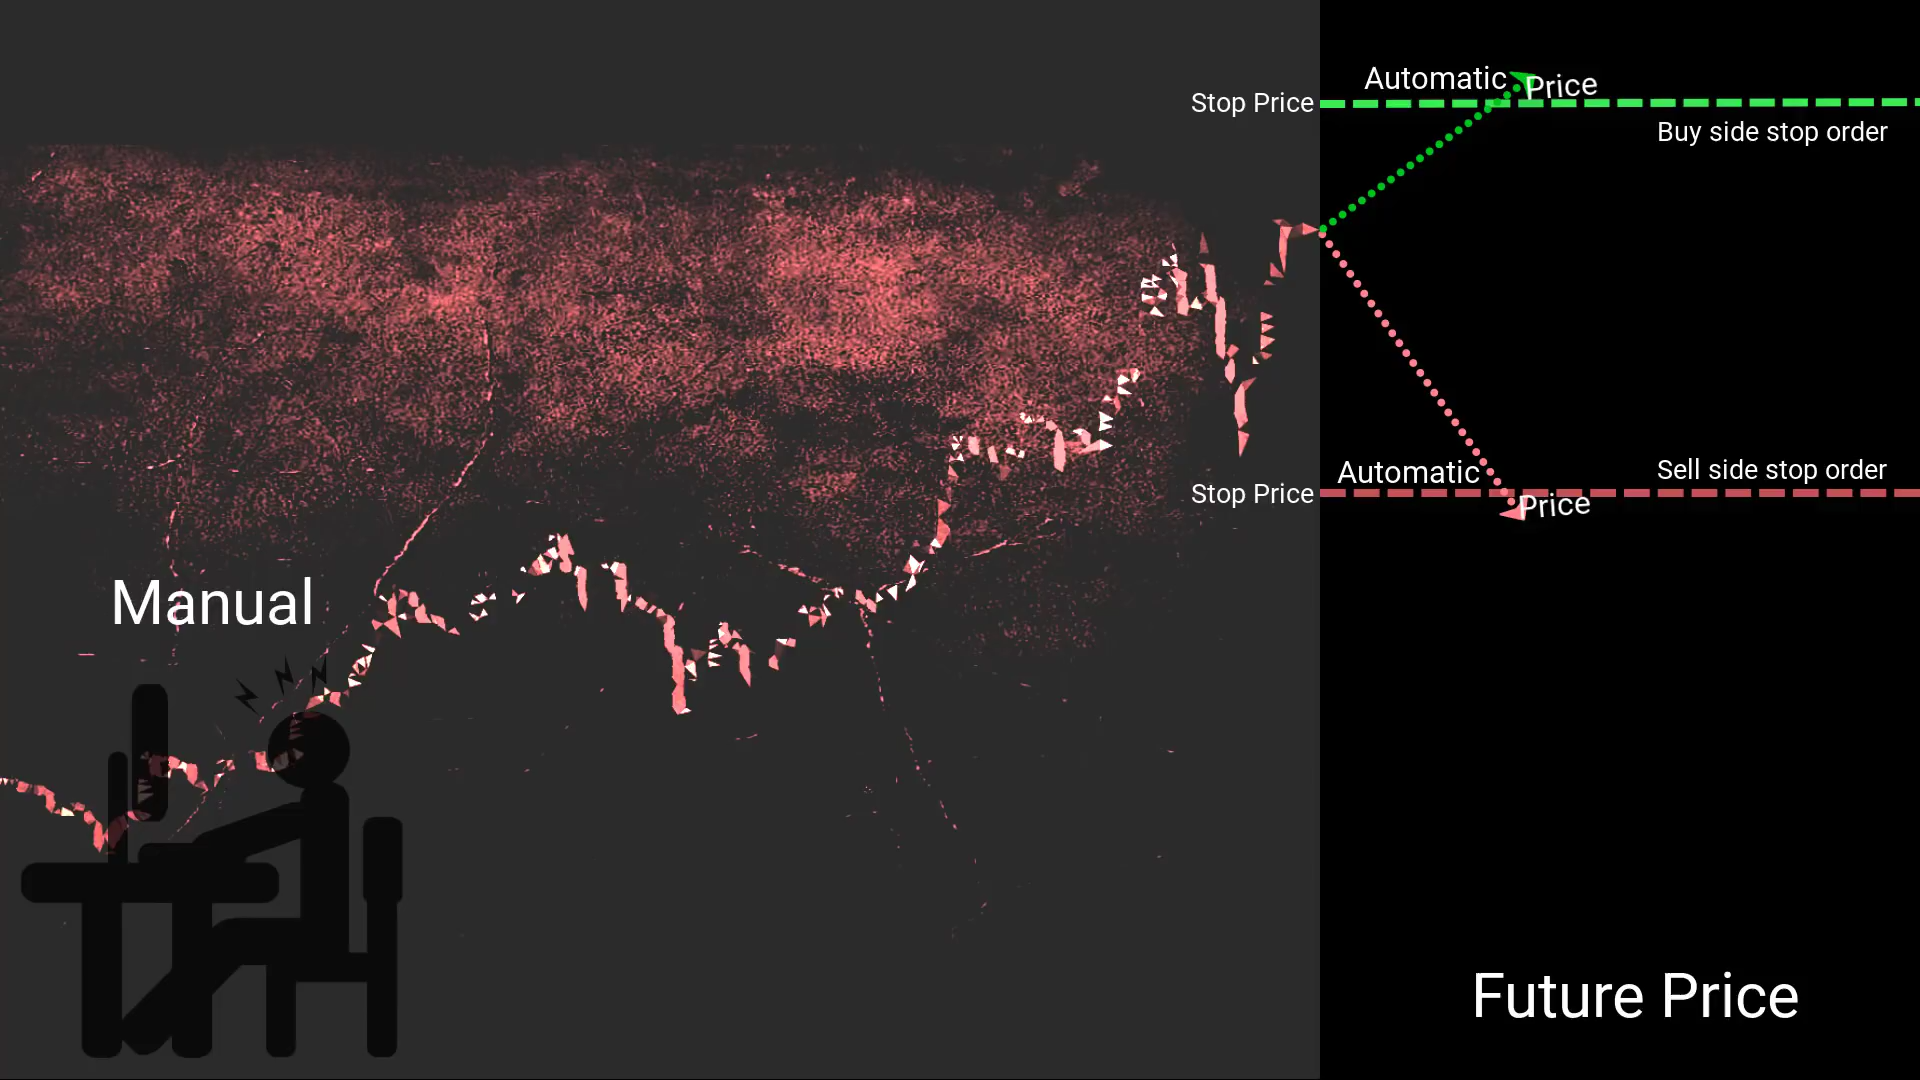 Automatic
Price
Stop Price
Buy side stop order
Automatic
Sell side stop order
Stop Price
Price
Manual
Future Price